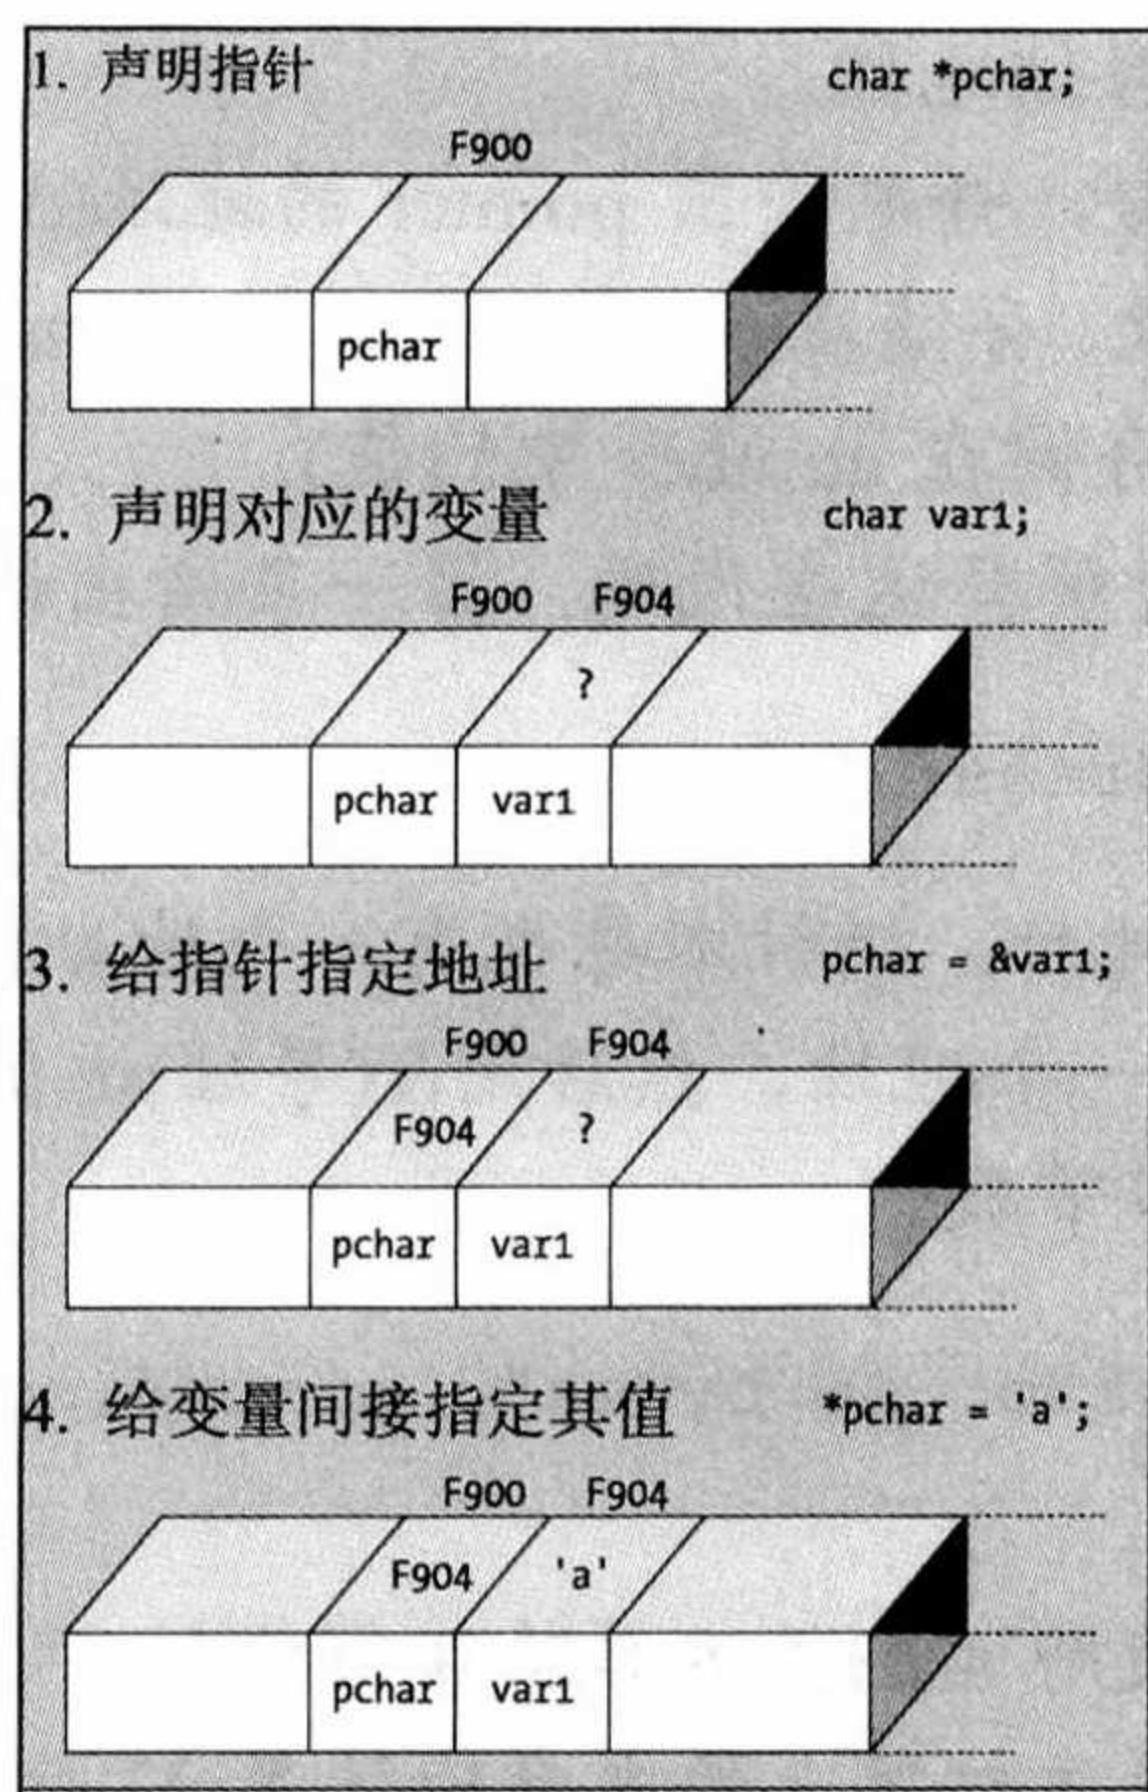 1. 声明指针 char *pchar;
F900
pchar
2. 声明对应的变量 char var1;
F900 F904
?
pchar var1
3. 给指针指定地址 pchar = &var1;
F900 F904
F904 ?
pchar var1
4. 给变量间接指定其值 *pchar = 'a';
F900 F904
F904 'a'
pchar var1